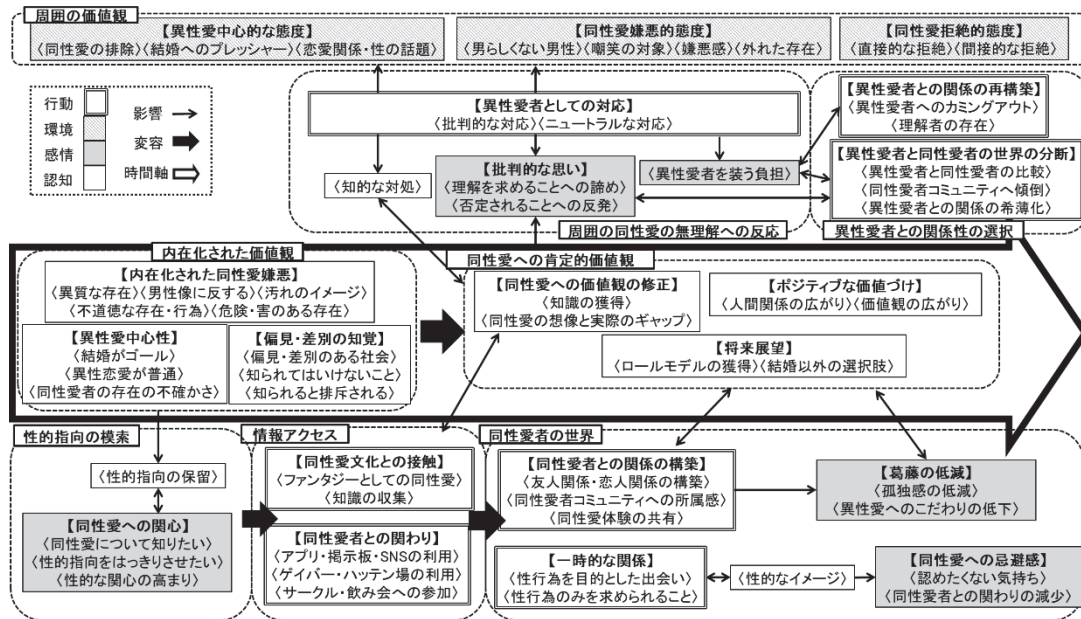 周囲の価値観
【異性愛中心的な態度】
〈同性愛の排除〉〈結婚へのプレッシャー〉〈恋愛関係・性の話題〉
【同性愛嫌悪的態度】
〈男らしくない男性〉〈嘲笑の対象〉〈嫌悪感〉〈外れた存在〉
【同性愛拒絶的態度】
〈直接的な拒絶〉〈間接的な拒絶〉
行動
環境
感情
認知
影響
変容
時間軸
【異性愛者としての対応】
〈批判的な対応〉〈ニュートラルな対応〉
〈知的な対処〉
【批判的な思い】
〈理解を求めることへの諦め〉
〈否定されることへの反発〉
〈異性愛者を装う負担〉
周囲の同性愛の無理解への反応
【異性愛者との関係の再構築】
〈異性愛者へのカミングアウト〉
〈理解者の存在〉
【異性愛者と同性愛者の世界の分断】
〈異性愛者と同性愛者の比較〉
〈同性愛者コミュニティへ傾倒〉
〈異性愛者との関係の希薄化〉
異性愛者との関係性の選択
内在化された価値観
【内在化された同性愛嫌悪】
〈異質な存在〉〈男性像に反する〉〈汚れのイメージ〉
〈不道徳な存在・行為〉〈危険・害のある存在〉
【異性愛中心性】
〈結婚がゴール〉
〈異性恋愛が普通〉
〈同性愛者の存在の不確かさ〉
【偏見・差別の知覚】
〈偏見・差別のある社会〉
〈知られてはいけないこと〉
〈知られると排斥される〉
同性愛への肯定的価値観
【同性愛への価値観の修正】
〈知識の獲得〉
〈同性愛の想像と実際のギャップ〉
【ポジティブな価値づけ】
〈人間関係の広がり〉〈価値観の広がり〉
【将来展望】
〈ロールモデルの獲得〉〈結婚以外の選択肢〉
性的指向の模索
〈性的指向の保留〉
【同性愛への関心】
〈同性愛について知りたい〉
〈性的指向をはっきりさせたい〉
〈性的な関心の高まり〉
情報アクセス
【同性愛文化との接触】
〈ファンタジーとしての同性愛〉
〈知識の収集〉
【同性愛者との関わり】
〈アプリ・掲示板・SNSの利用〉
〈ゲイバー・ハッテン場の利用〉
〈サークル・飲み会への参加〉
同性愛者の世界
【同性愛者との関係の構築】
〈友人関係・恋人関係の構築〉
〈同性愛者コミュニティへの所属感〉
〈同性愛体験の共有〉
【葛藤の低減】
〈孤独感の低減〉
〈異性愛へのこだわりの低下〉
【一時的な関係】
〈性行為を目的とした出会い〉
〈性行為のみを求められること〉
〈性的なイメージ〉
【同性愛への忌避感】
〈認めたくない気持ち〉
〈同性愛者との関わりの減少〉